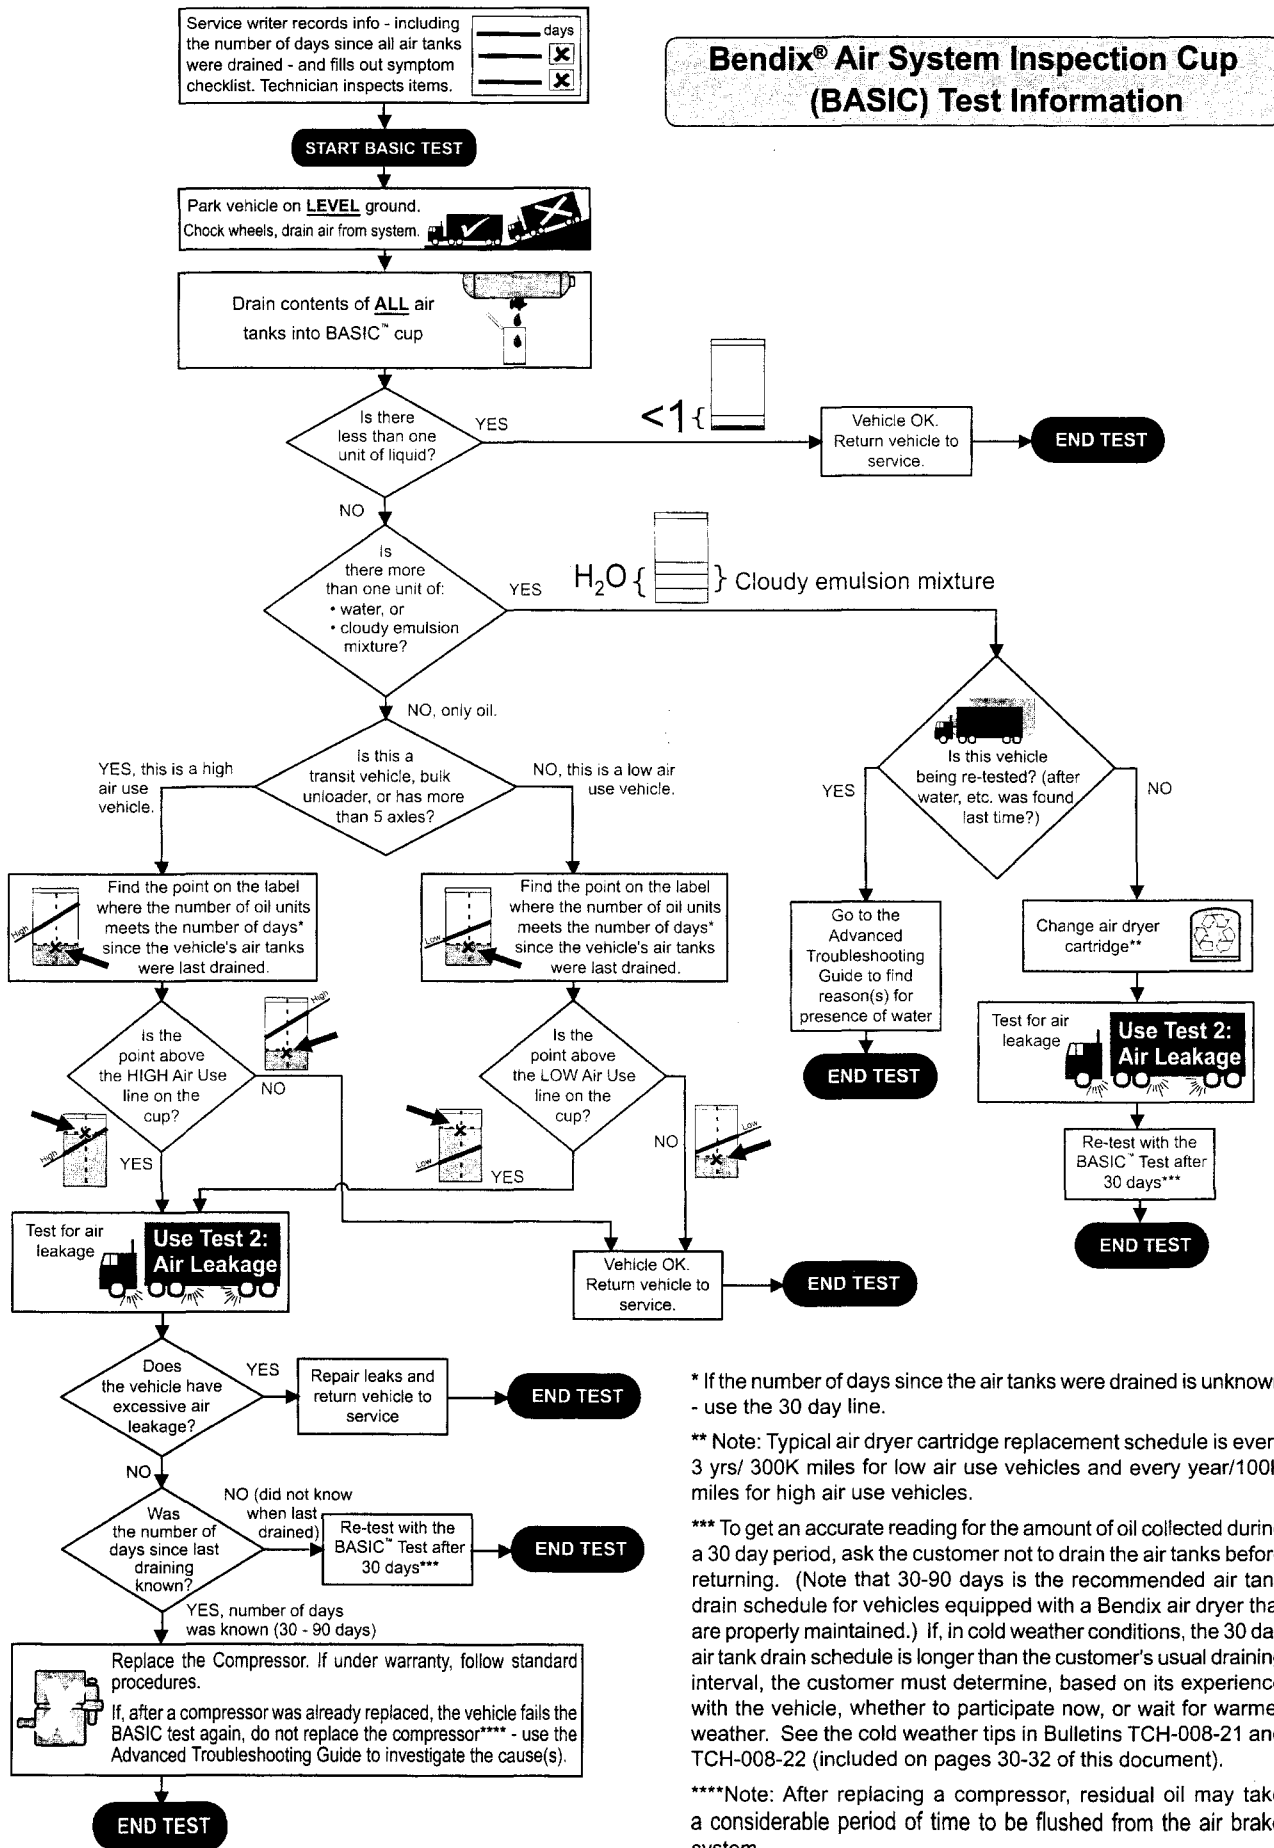 Service writer records info - including
the number of days since all air tanks
were drained - and fills out symptom
checklist. Technician inspects items.
days
Bendix® Air System Inspection Cup
(BASIC) Test Information
START BASIC TEST
Park vehicle on LEVEL ground.
Chock wheels, drain air from system.
Drain contents of ALL air
tanks into BASIC™ cup
Is there
less than one
unit of liquid?
YES
<1{
Vehicle OK.
Return vehicle to
service.
END TEST
NO
Is
there more
than one unit of:
• water, or
• cloudy emulsion
mixture?
YES
H₂O { } Cloudy emulsion mixture
NO, only oil.
Is this a
transit vehicle, bulk
unloader, or has more
than 5 axles?
YES, this is a high
air use
vehicle.
NO, this is a low air
use vehicle.
Is this vehicle
being re-tested? (after
water, etc. was found
last time?)
YES
NO
Find the point on the label
where the number of oil units
meets the number of days*
since the vehicle's air tanks
were last drained.
High
Find the point on the label
where the number of oil units
meets the number of days*
since the vehicle's air tanks
were last drained.
Low
Go to the
Advanced
Troubleshooting
Guide to find
reason(s) for
presence of water
END TEST
Change air dryer
cartridge**
Test for air
leakage
Use Test 2:
Air Leakage
Re-test with the
BASIC™ Test after
30 days***
END TEST
Is the
point above
the HIGH Air Use
line on the
cup?
High
NO
High
YES
Is the
point above
the LOW Air Use
line on the
cup?
Low
YES
NO
Low
Test for air
leakage
Use Test 2:
Air Leakage
Vehicle OK.
Return vehicle to
service.
END TEST
Does
the vehicle have
excessive air
leakage?
YES
Repair leaks and
return vehicle to
service
END TEST
NO
Was
the number of
days since last
draining
known?
NO (did not know
when last
drained)
Re-test with the
BASIC™ Test after
30 days***
END TEST
YES, number of days
was known (30 - 90 days)
Replace the Compressor. If under warranty, follow standard
procedures.
If, after a compressor was already replaced, the vehicle fails the
BASIC test again, do not replace the compressor**** - use the
Advanced Troubleshooting Guide to investigate the cause(s).
END TEST
* If the number of days since the air tanks were drained is unknown
- use the 30 day line.
** Note: Typical air dryer cartridge replacement schedule is ever
3 yrs/ 300K miles for low air use vehicles and every year/100
miles for high air use vehicles.
*** To get an accurate reading for the amount of oil collected durin
a 30 day period, ask the customer not to drain the air tanks befor
returning. (Note that 30-90 days is the recommended air tan
drain schedule for vehicles equipped with a Bendix air dryer tha
are properly maintained.) If, in cold weather conditions, the 30 da
air tank drain schedule is longer than the customer's usual draining
interval, the customer must determine, based on its experience
with the vehicle, whether to participate now, or wait for warme
weather. See the cold weather tips in Bulletins TCH-008-21 and
TCH-008-22 (included on pages 30-32 of this document).
****Note: After replacing a compressor, residual oil may take
a considerable period of time to be flushed from the air brake
system.